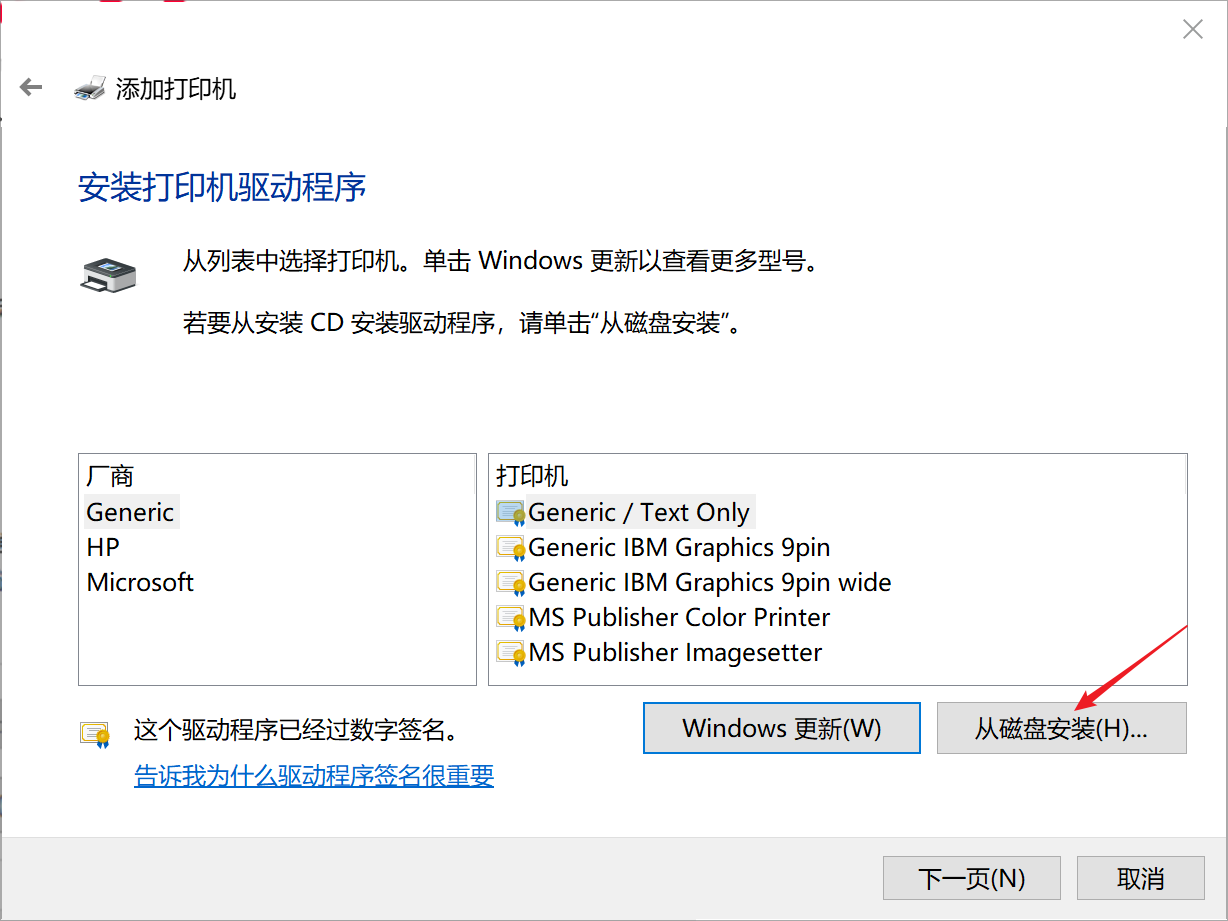 添加打印机
安装打印机驱动程序
从列表中选择打印机。单击 Windows 更新以查看更多型号。
若要从安装 CD 安装驱动程序，请单击“从磁盘安装”。
厂商
Generic
HP
Microsoft
打印机
Generic / Text Only
Generic IBM Graphics 9pin
Generic IBM Graphics 9pin wide
MS Publisher Color Printer
MS Publisher Imagesetter
这个驱动程序已经过数字签名。
告诉我为什么驱动程序签名很重要
Windows 更新(W)
从磁盘安装(H)...
下一页(N)
取消